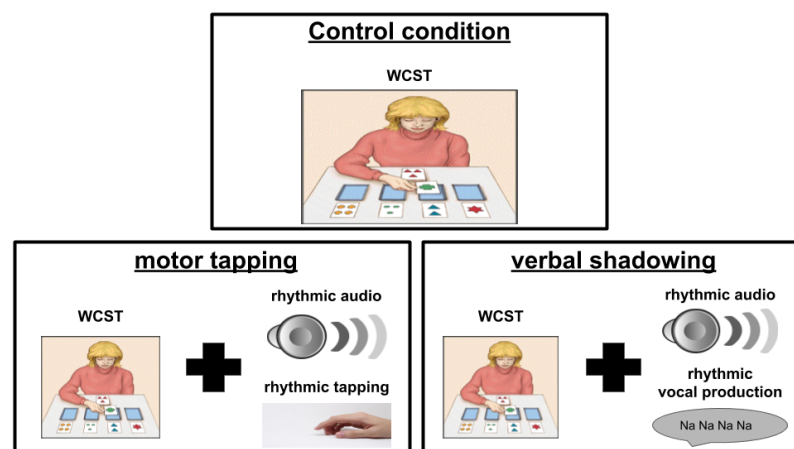 Control condition
WCST
motor tapping
WCST
rhythmic audio
rhythmic tapping
verbal shadowing
WCST
rhythmic audio
rhythmic
vocal production
Na Na Na Na